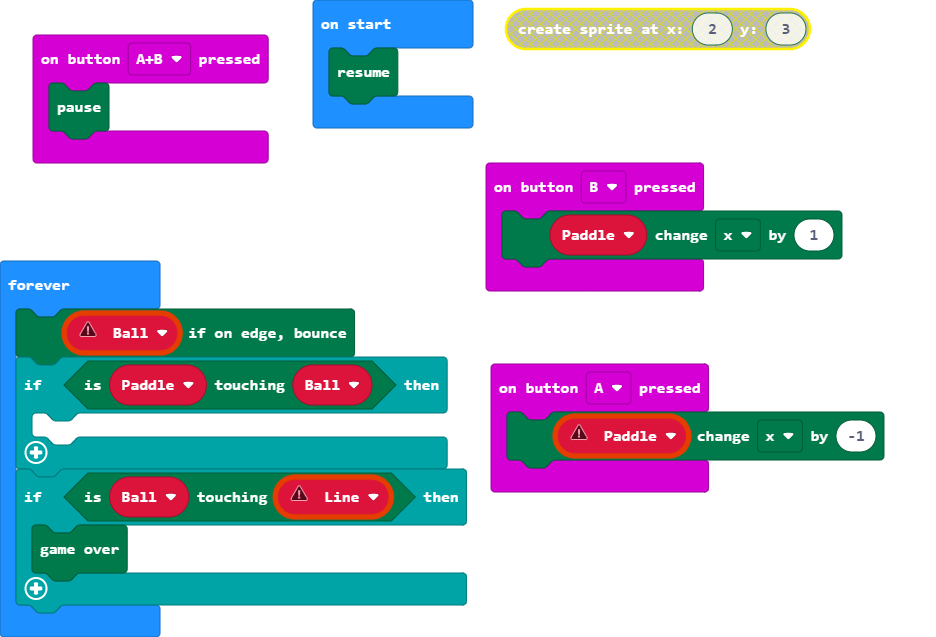 on start
resume
create sprite at x: 2 y: 3
on button A+B pressed
pause
on button B pressed
Paddle change x by 1
forever
Ball if on edge, bounce
if is Paddle touching Ball then
if is Ball touching Line then
game over
on button A pressed
Paddle change x by -1